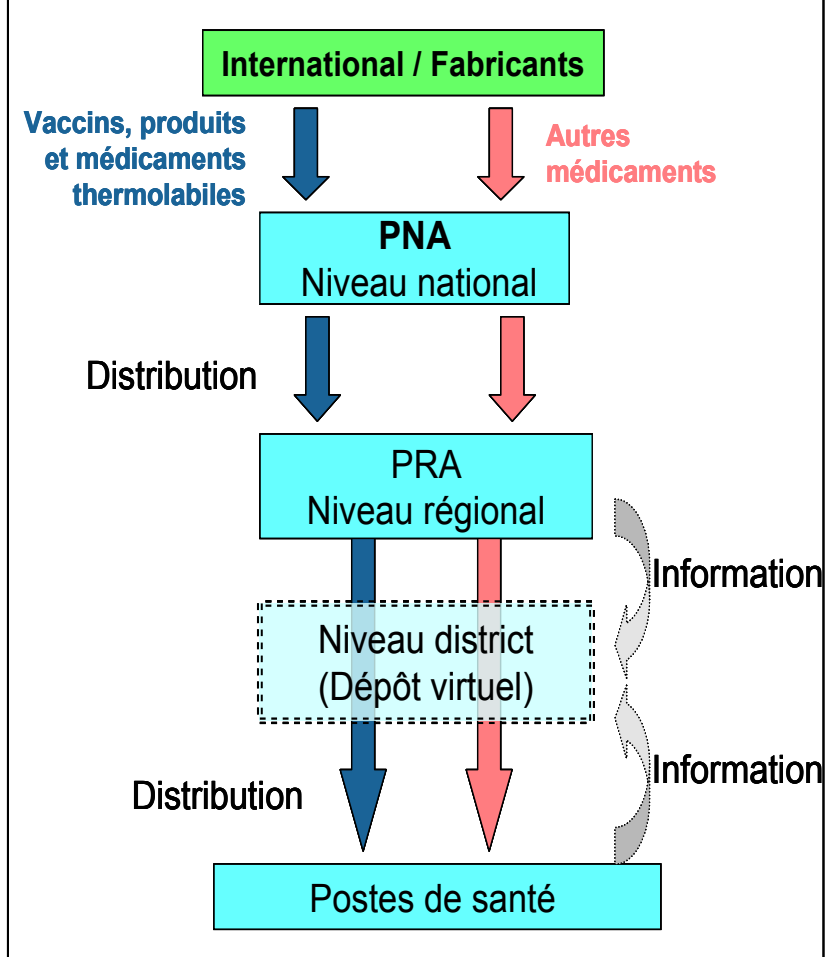 International / Fabricants
Vaccins, produits
et médicaments
thermolabiles
Autres
médicaments
PNA
Niveau national
Distribution
PRA
Niveau régional
Information
Niveau district
(Dépôt virtuel)
Information
Distribution
Postes de santé